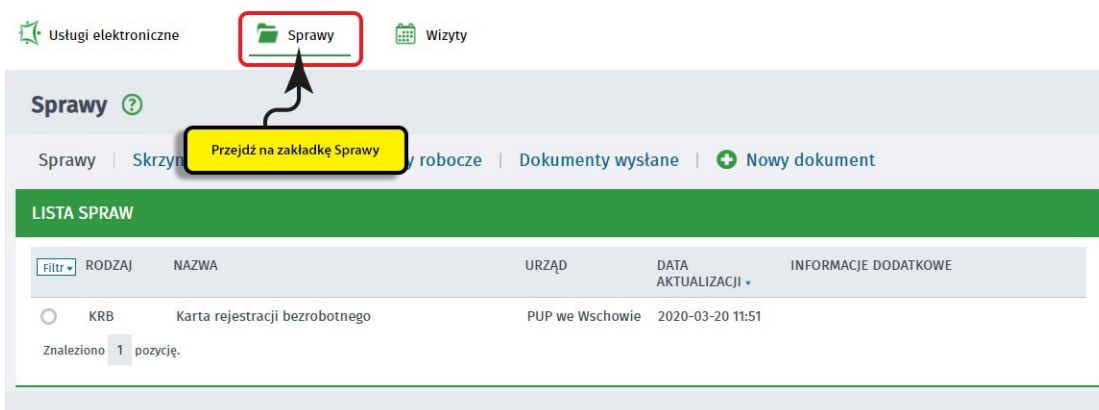 Usługi elektroniczne Sprawy Wizyty
Sprawy ?
Przejdź na zakładkę Sprawy
Sprawy | robocze | Dokumenty wysłane | Nowy dokument
LISTA SPRAW
Filtr RODZAJ NAZWA URZĄD DATA AKTUALIZACJI INFORMACJE DODATKOWE
KRB Karta rejestracji bezrobotnego PUP we Wschowie 2020-03-20 11:51
Znaleziono 1 pozycję.